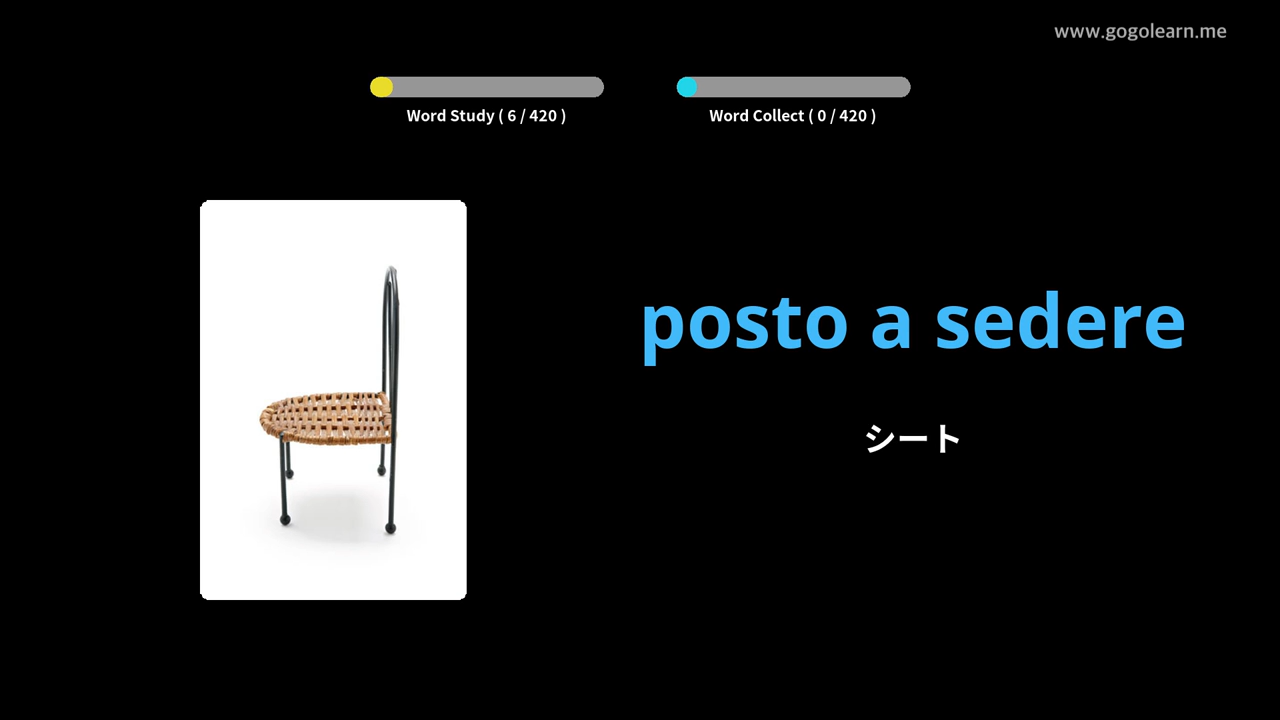 www.gogolearn.me
Word Study ( 6 / 420 )
Word Collect ( 0 / 420 )
posto a sedere
シート